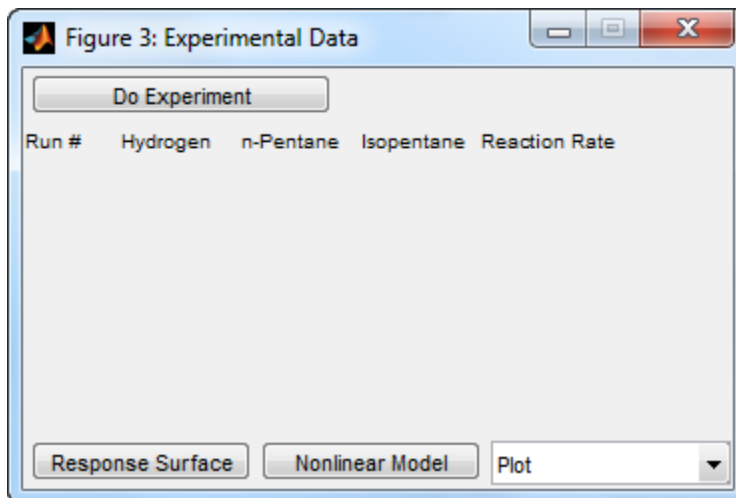 Figure 3: Experimental Data
Do Experiment
Run # Hydrogen n-Pentane Isopentane Reaction Rate
Response Surface Nonlinear Model Plot